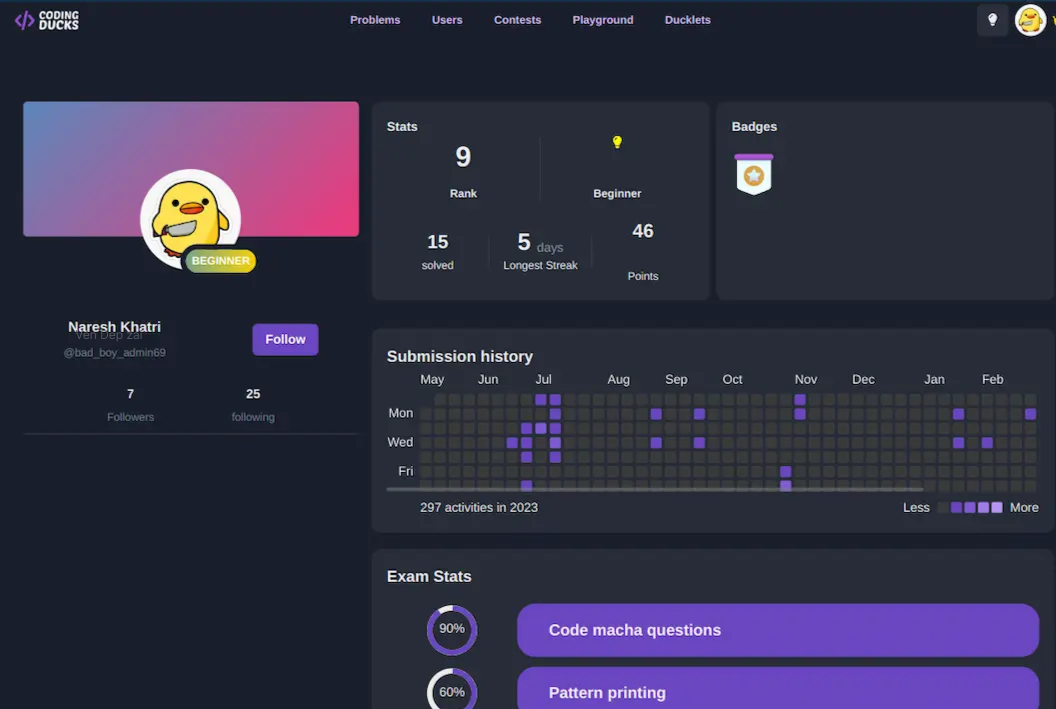 CODING
DUCKS
Problems Users Contests Playground Ducklets
BEGINNER
Naresh Khatri
Ven Dep zar
@bad_boy_admin69
Follow
7 25
Followers following
Stats
9
Rank Beginner
15 5 days 46
solved Longest Streak Points
Badges
Submission history
May Jun Jul Aug Sep Oct Nov Dec Jan Feb
Mon
Wed
Fri
297 activities in 2023 Less More
Exam Stats
90% Code macha questions
60% Pattern printing